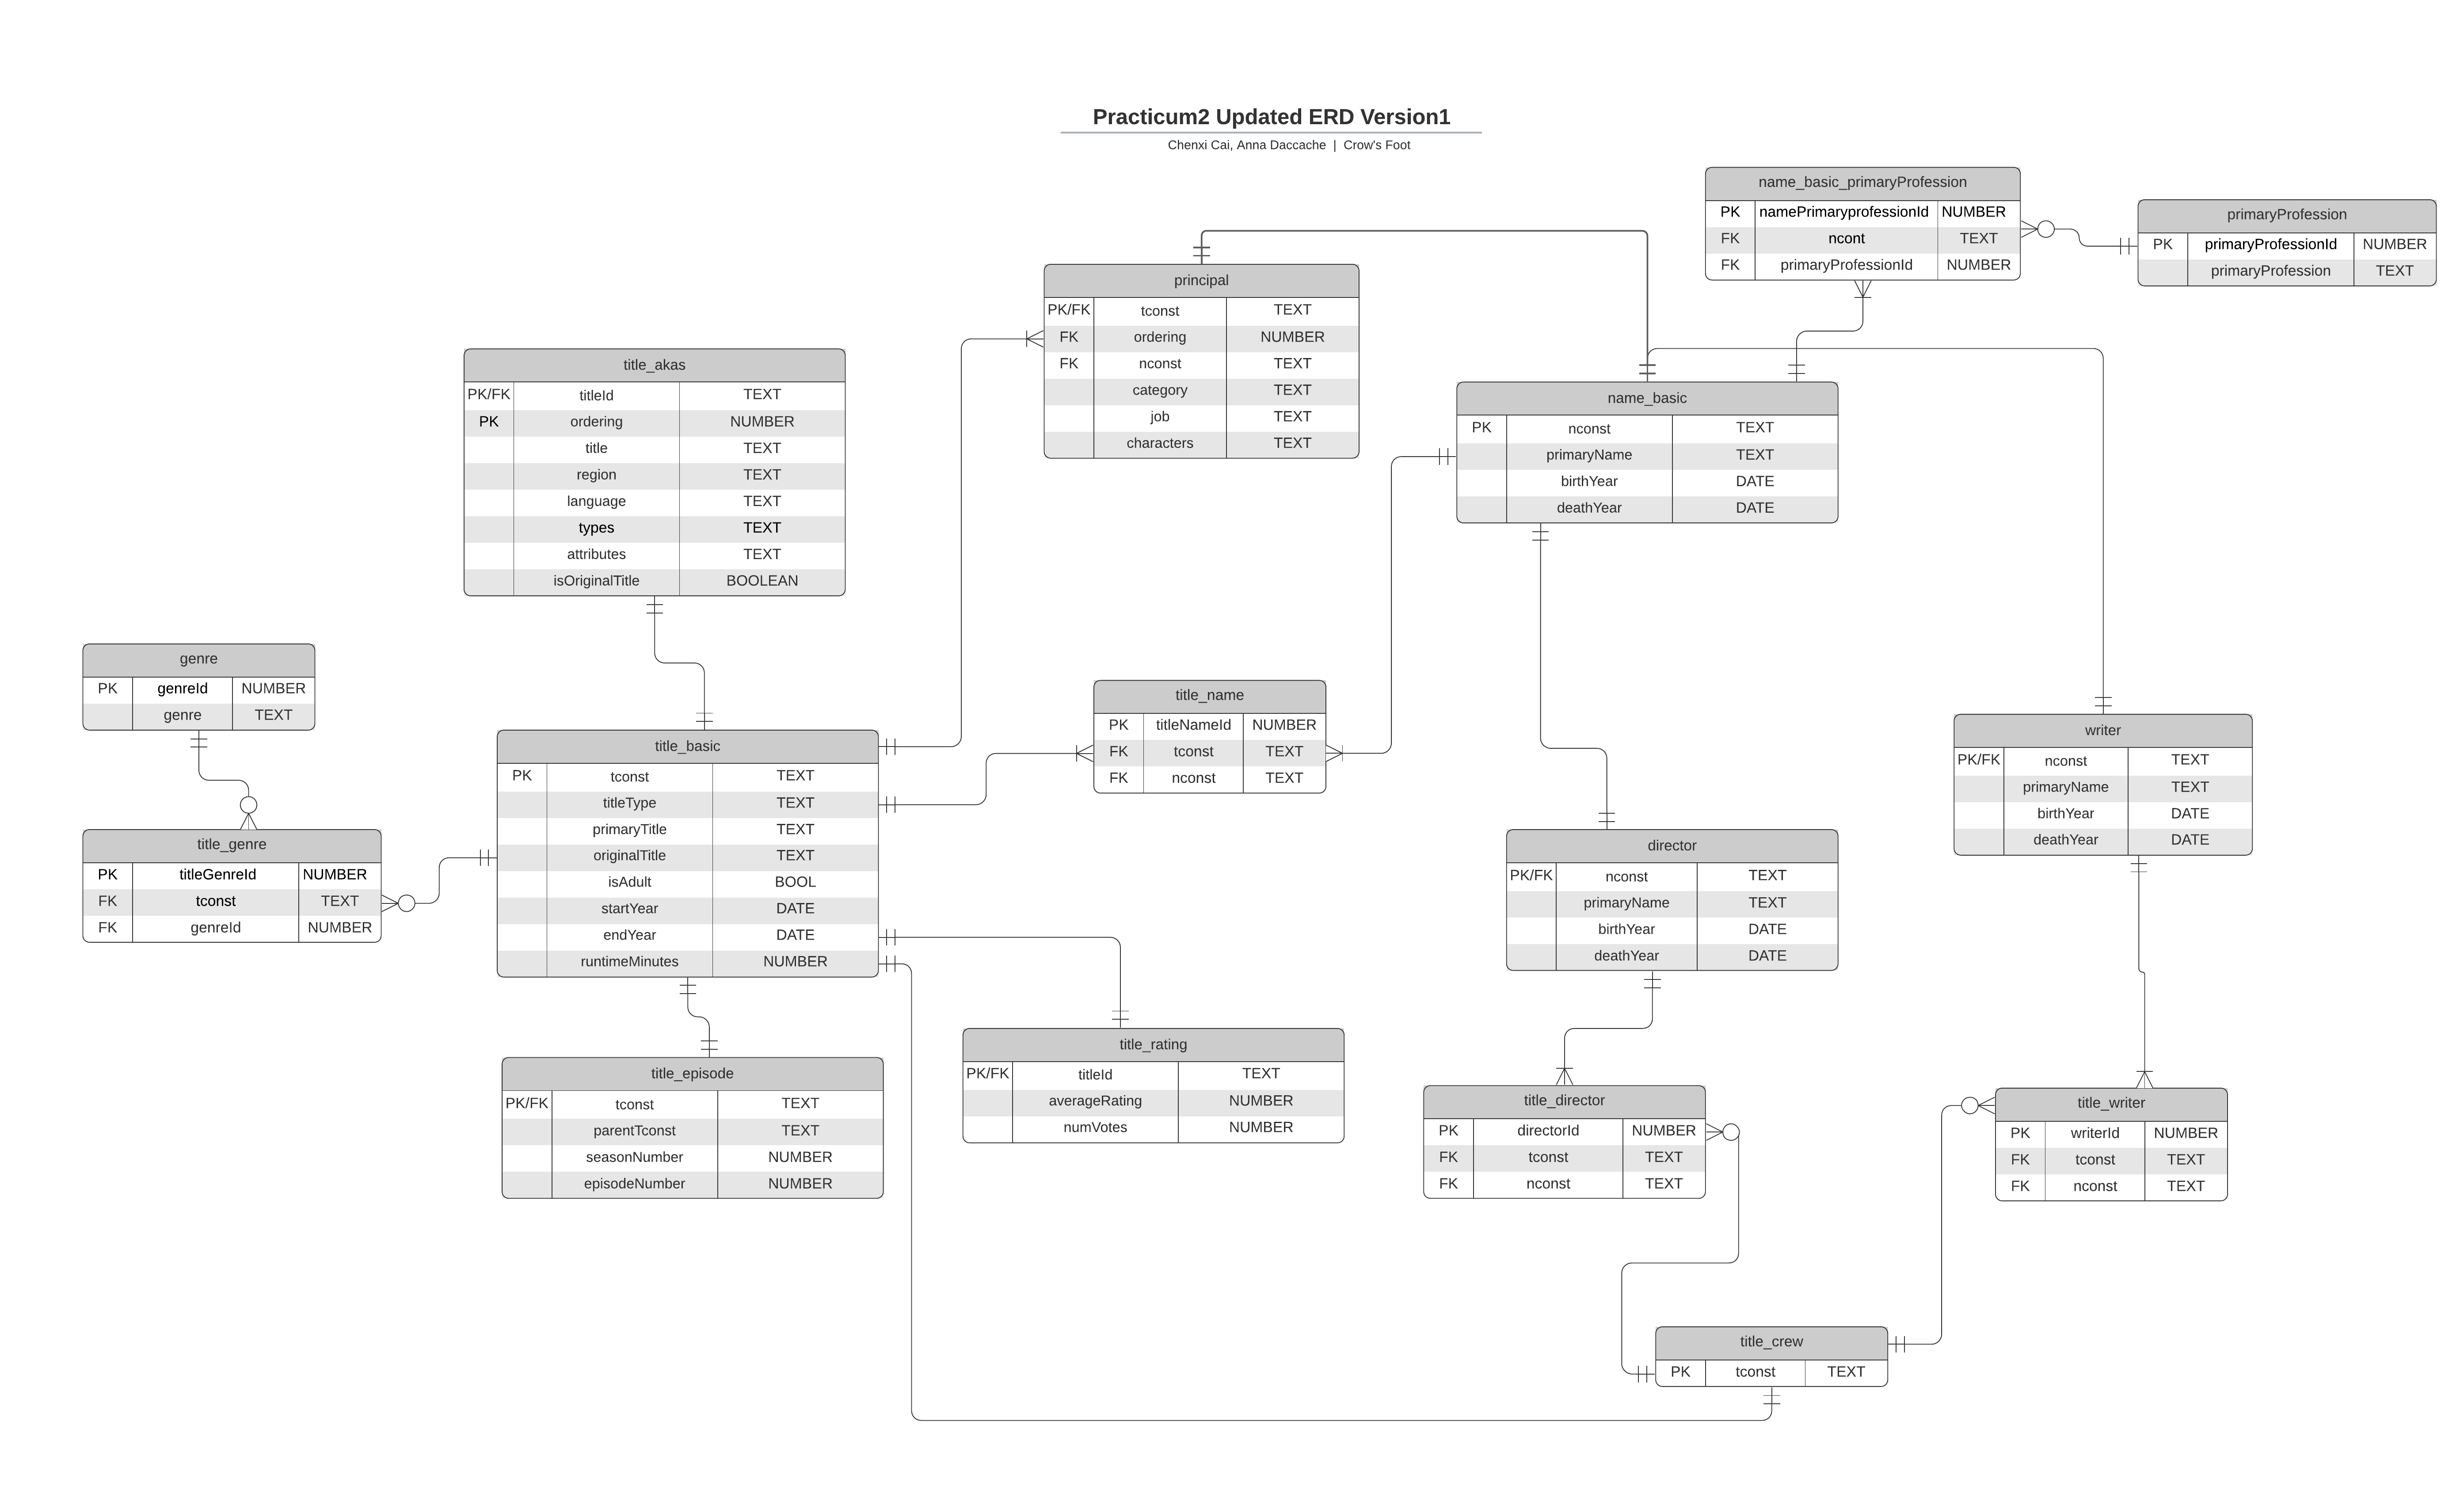 Practicum2 Updated ERD Version1
Chenxi Cai, Anna Daccache | Crow's Foot
name_basic_primaryProfession
PK namePrimaryprofessionId NUMBER
FK ncont TEXT
FK primaryProfessionId NUMBER
primaryProfession
PK primaryProfessionId NUMBER
primaryProfession TEXT
principal
PK/FK tconst TEXT
FK ordering NUMBER
FK nconst TEXT
category TEXT
job TEXT
characters TEXT
title_akas
PK/FK titleId TEXT
PK ordering NUMBER
title TEXT
region TEXT
language TEXT
types TEXT
attributes TEXT
isOriginalTitle BOOLEAN
name_basic
PK nconst TEXT
primaryName TEXT
birthYear DATE
deathYear DATE
genre
PK genreId NUMBER
genre TEXT
title_name
PK titleNameId NUMBER
FK tconst TEXT
FK nconst TEXT
writer
PK/FK nconst TEXT
primaryName TEXT
birthYear DATE
deathYear DATE
title_basic
PK tconst TEXT
titleType TEXT
primaryTitle TEXT
originalTitle TEXT
isAdult BOOL
startYear DATE
endYear DATE
runtimeMinutes NUMBER
title_genre
PK titleGenreId NUMBER
FK tconst TEXT
FK genreId NUMBER
director
PK/FK nconst TEXT
primaryName TEXT
birthYear DATE
deathYear DATE
title_rating
PK/FK titleId TEXT
averageRating NUMBER
numVotes NUMBER
title_episode
PK/FK tconst TEXT
parentTconst TEXT
seasonNumber NUMBER
episodeNumber NUMBER
title_director
PK directorId NUMBER
FK tconst TEXT
FK nconst TEXT
title_writer
PK writerId NUMBER
FK tconst TEXT
FK nconst TEXT
title_crew
PK tconst TEXT